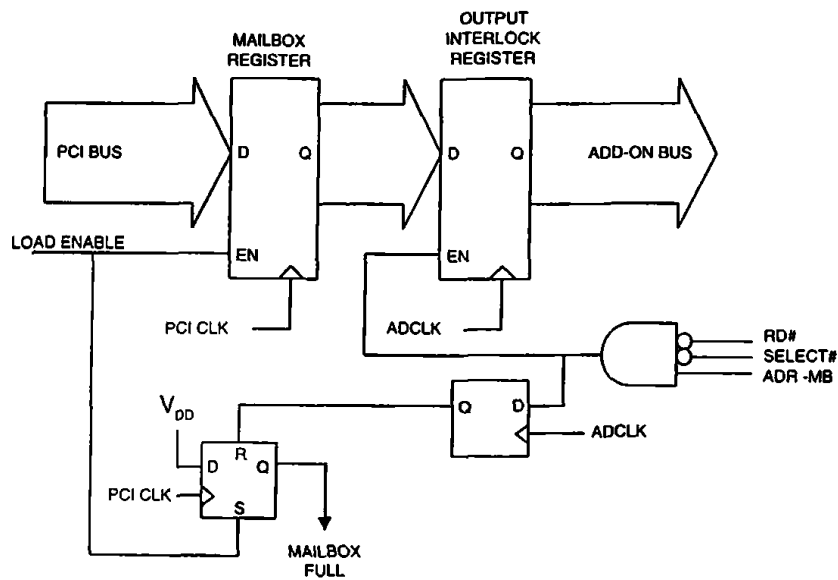 MAILBOX
REGISTER
OUTPUT
INTERLOCK
REGISTER
PCI BUS
D
Q
D
Q
ADD-ON BUS
LOAD ENABLE
EN
EN
PCI CLK
ADCLK
RD#
SELECT#
ADR -MB
VDD
Q
D
ADCLK
R
D
Q
PCI CLK
S
MAILBOX
FULL